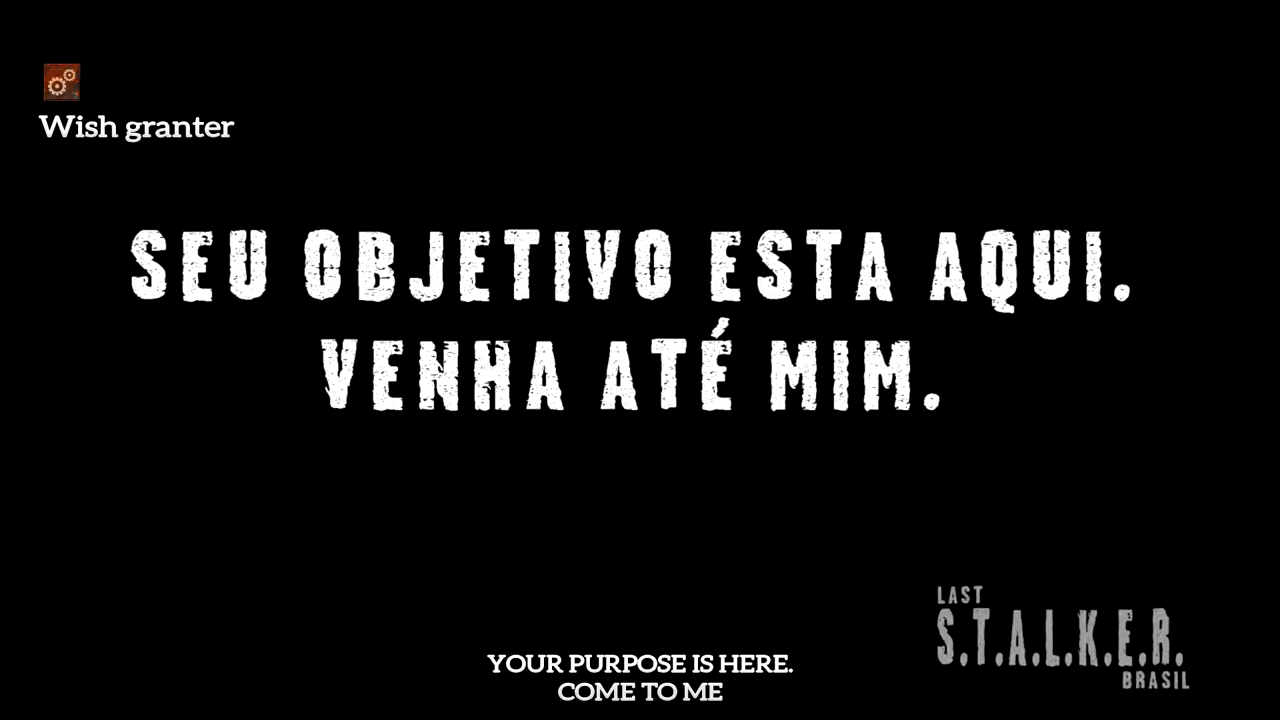 Wish granter
SEU OBJETIVO ESTA AQUI.
VENHA ATÉ MIM.
LAST
S.T.A.L.K.E.R.
BRASIL
YOUR PURPOSE IS HERE.
COME TO ME